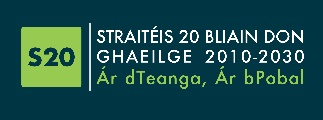 S20
STRAITÉIS 20 BLIAIN DON
GHAEILGE 2010-2030
Ár dTeanga, Ár bPobal